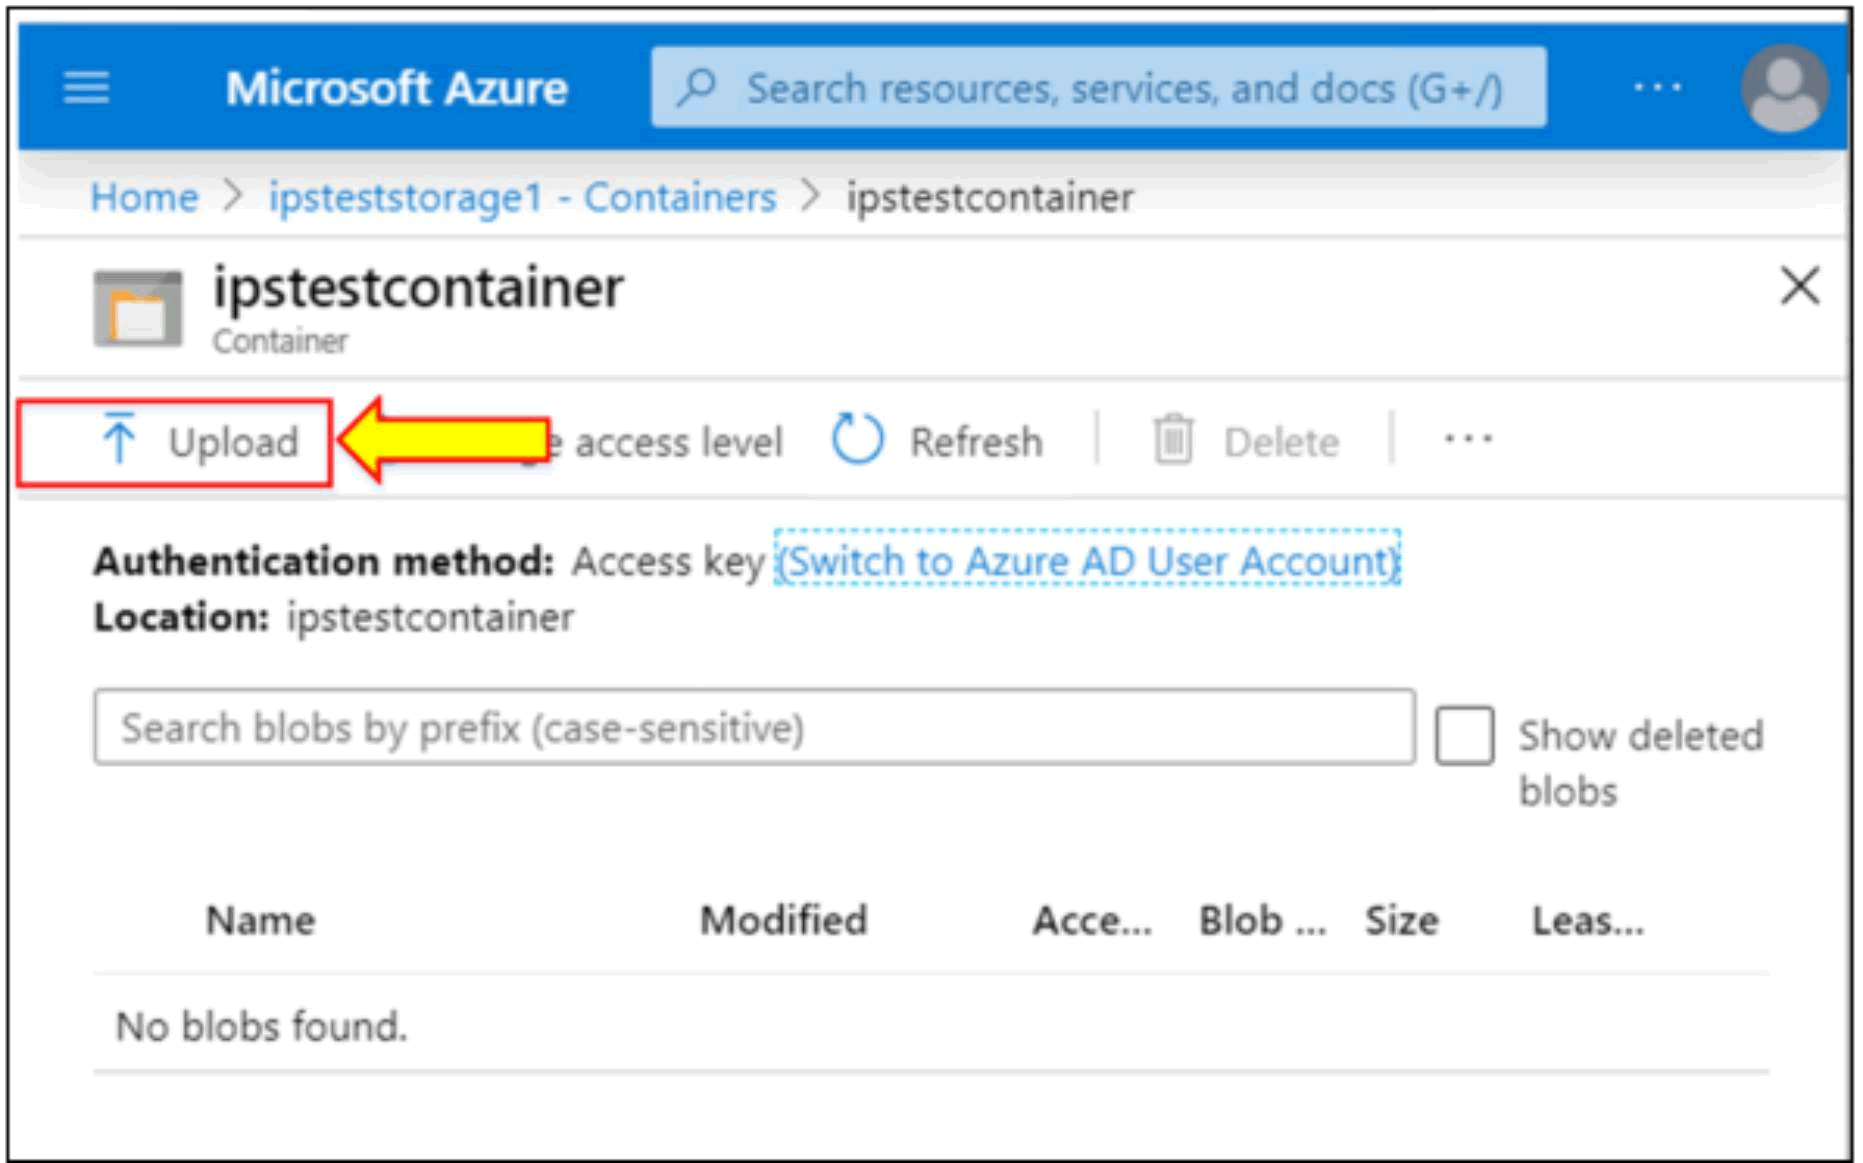 Microsoft Azure
Search resources, services, and docs (G+/)
Home > ipsteststorage1 - Containers > ipstestcontainer
ipstestcontainer
Container
Upload access level Refresh Delete
Authentication method: Access key (Switch to Azure AD User Account)
Location: ipstestcontainer
Search blobs by prefix (case-sensitive)
Show deleted
blobs
Name Modified Acce... Blob ... Size Leas...
No blobs found.